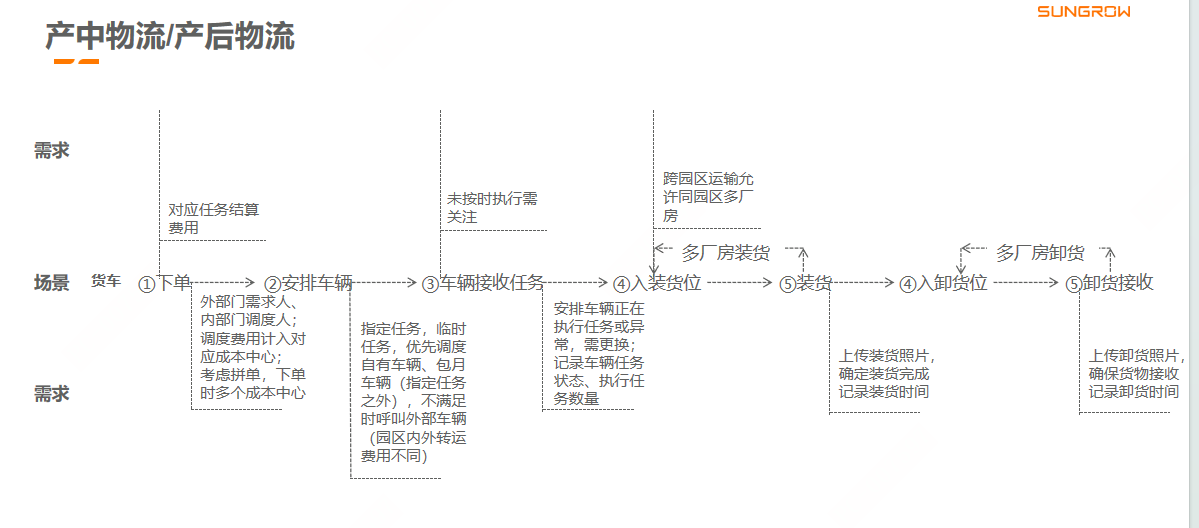 产中物流/产后物流
SUNGROW
需求
对应任务结算
费用
未按时执行需
关注
跨园区运输允
许同园区多厂
房
多厂房装货
多厂房卸货
场景
货车
①下单
②安排车辆
③车辆接收任务
④入装货位
⑤装货
④入卸货位
⑤卸货接收
需求
外部门需求人、
内部门调度人；
调度费用计入对
应成本中心；
考虑拼单，下单
时多个成本中心
指定任务，临时
任务，优先调度
自有车辆、包月
车辆（指定任务
之外），不满足
时呼叫外部车辆
（园区内外转运
费用不同）
安排车辆正在
执行任务或异
常，需更换；
记录车辆任务
状态、执行任
务数量
上传装货照片，
确定装货完成
记录装货时间
上传卸货照片，
确保货物接收
记录卸货时间